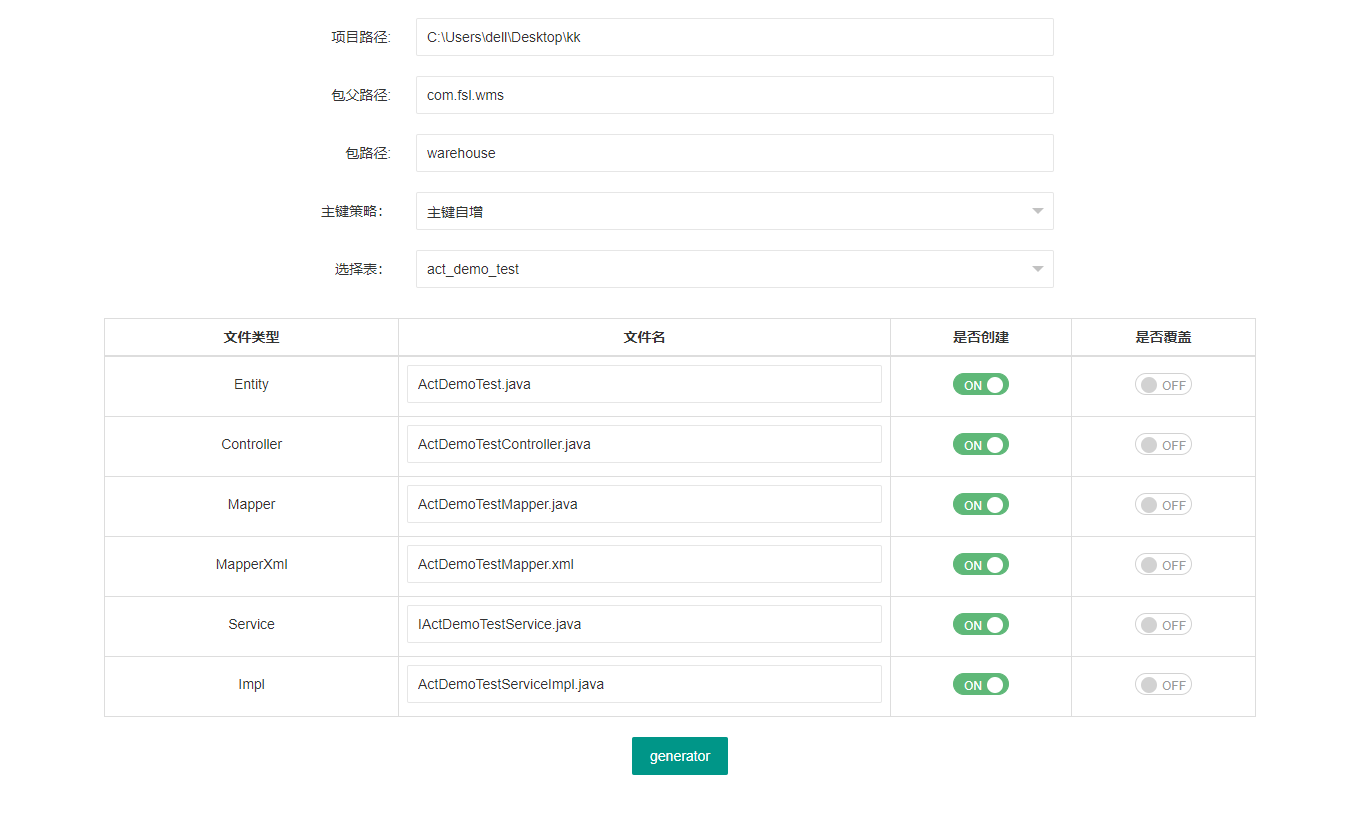 项目路径: C:\Users\dell\Desktop\kk
包父路径: com.fsl.wms
包路径: warehouse
主键策略： 主键自增
选择表： act_demo_test
文件类型 文件名 是否创建 是否覆盖
Entity ActDemoTest.java ON OFF
Controller ActDemoTestController.java ON OFF
Mapper ActDemoTestMapper.java ON OFF
MapperXml ActDemoTestMapper.xml ON OFF
Service IActDemoTestService.java ON OFF
Impl ActDemoTestServiceImpl.java ON OFF
generator